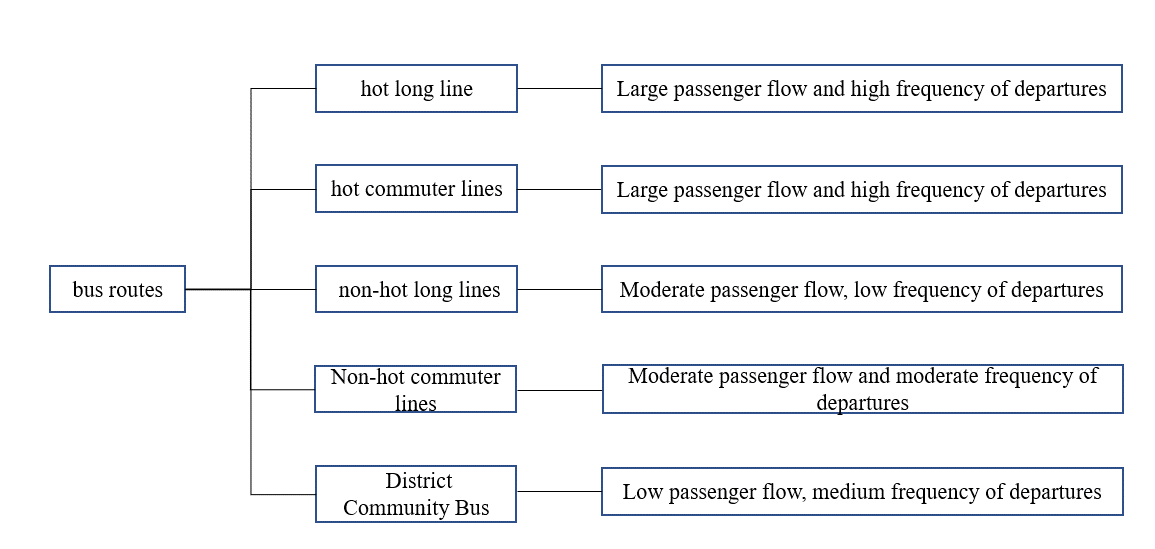 hot long line
Large passenger flow and high frequency of departures
hot commuter lines
Large passenger flow and high frequency of departures
bus routes
non-hot long lines
Moderate passenger flow, low frequency of departures
Non-hot commuter
lines
Moderate passenger flow and moderate frequency of
departures
District
Community Bus
Low passenger flow, medium frequency of departures